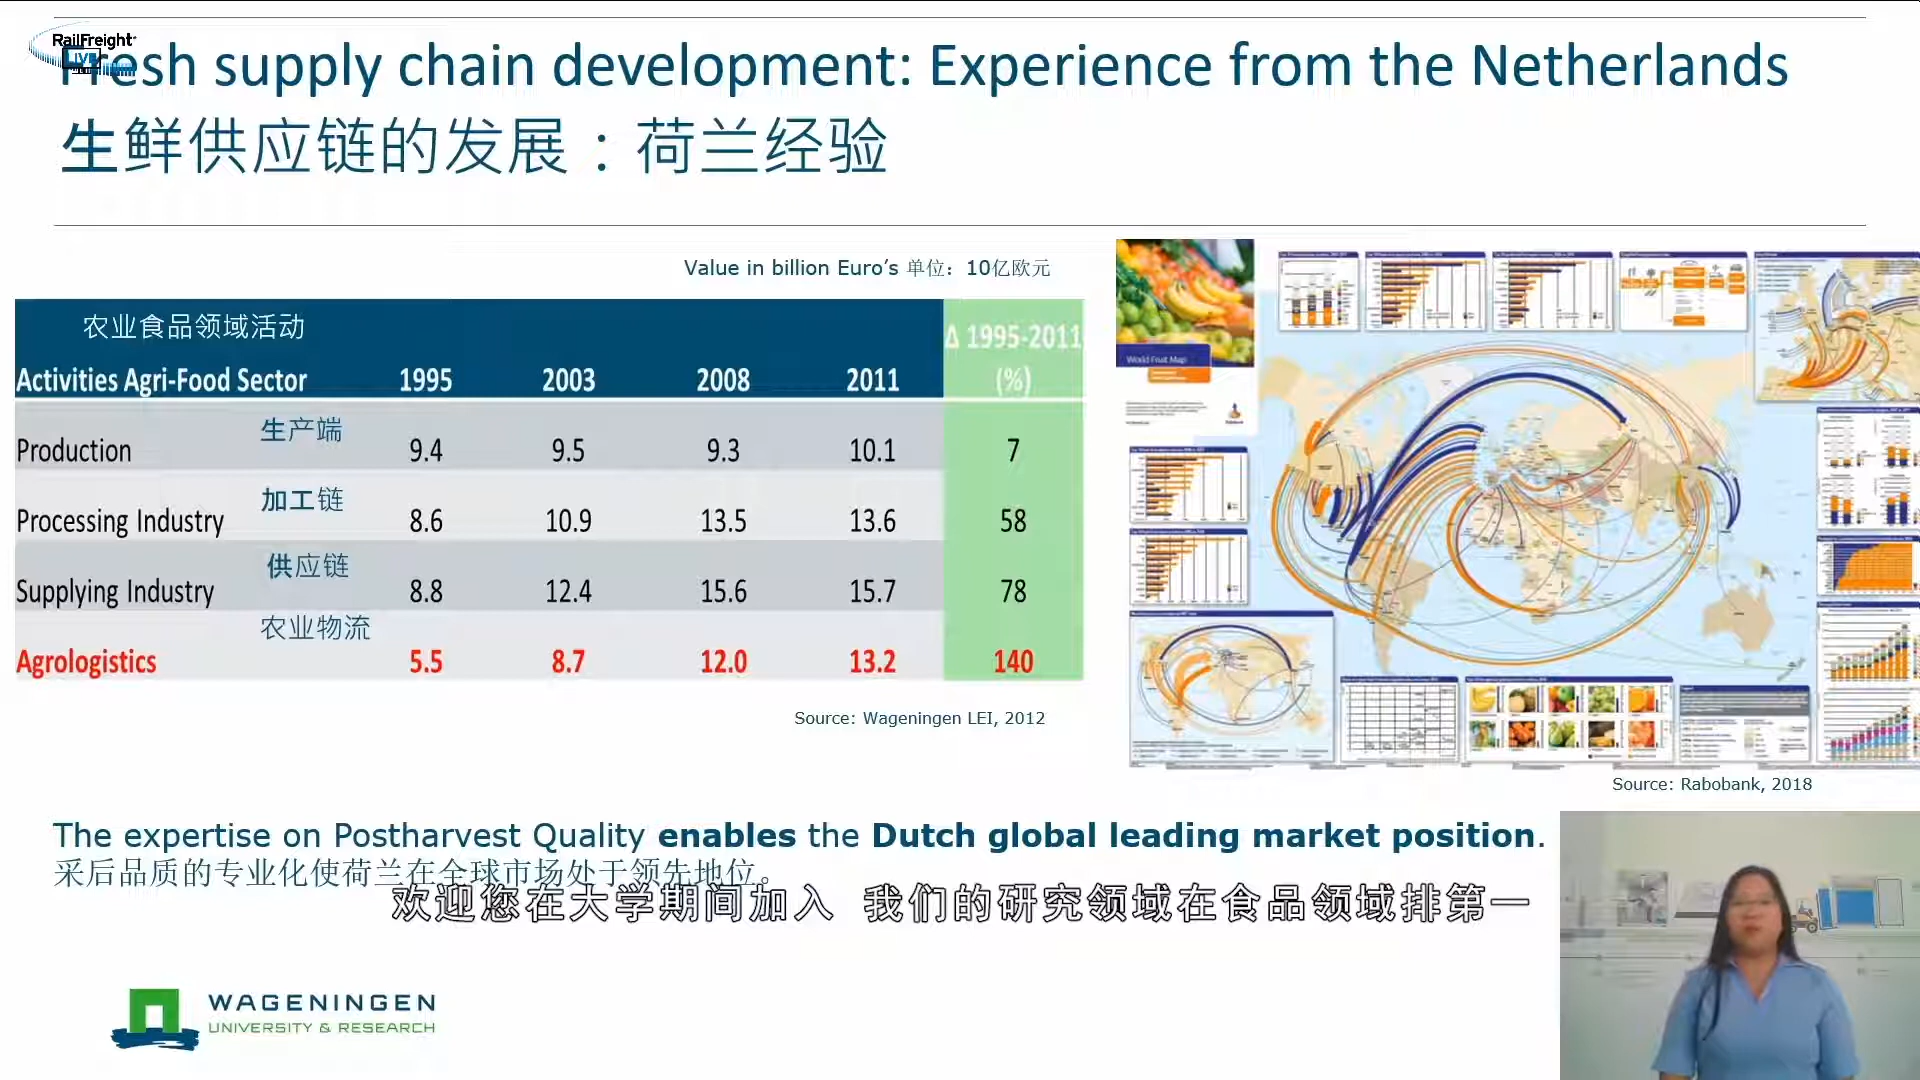 RailFreight
LIVE
Fresh supply chain development: Experience from the Netherlands
生鲜供应链的发展：荷兰经验
Value in billion Euro’s 单位：10亿欧元
农业食品领域活动
Activities Agri-Food Sector 1995 2003 2008 2011 Δ 1995-2011 (%)
生产端
Production 9.4 9.5 9.3 10.1 7
加工链
Processing Industry 8.6 10.9 13.5 13.6 58
供应链
Supplying Industry 8.8 12.4 15.6 15.7 78
农业物流
Agrologistics 5.5 8.7 12.0 13.2 140
Source: Wageningen LEI, 2012
World Fruit Map
Source: Rabobank, 2018
The expertise on Postharvest Quality enables the Dutch global leading market position.
采后品质的专业化使荷兰在全球市场处于领先地位。
欢迎您在大学期间加入 我们的研究领域在食品领域排第一
WAGENINGEN
UNIVERSITY & RESEARCH